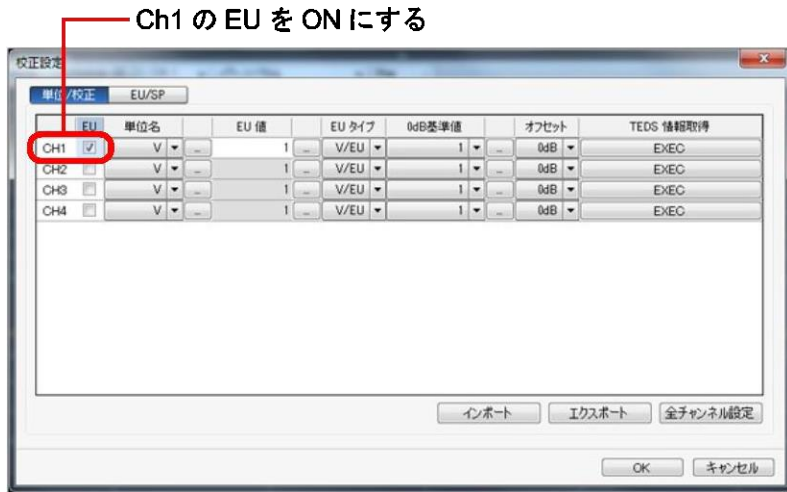 Ch1 の EU を ON にする
校正設定
単位/校正 EU/SP
EU 単位名 EU 値 EU タイプ 0dB基準値 オフセット TEDS 情報取得
CH1 V ... 1 ... V/EU 1 ... 0dB EXEC
CH2 V ... 1 ... V/EU 1 ... 0dB EXEC
CH3 V ... 1 ... V/EU 1 ... 0dB EXEC
CH4 V ... 1 ... V/EU 1 ... 0dB EXEC
インポート エクスポート 全チャンネル設定
OK キャンセル